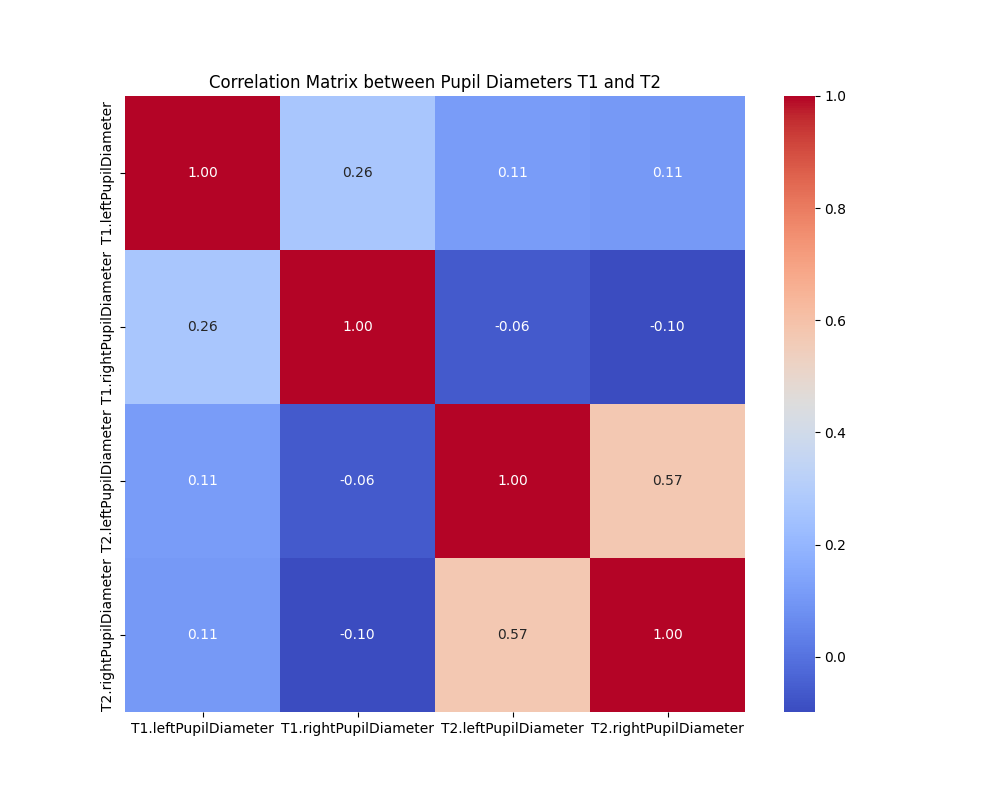 Correlation Matrix between Pupil Diameters T1 and T2
T1.leftPupilDiameter
1.00 0.26 0.11 0.11
T1.rightPupilDiameter
0.26 1.00 -0.06 -0.10
T2.leftPupilDiameter
0.11 -0.06 1.00 0.57
T2.rightPupilDiameter
0.11 -0.10 0.57 1.00
T1.leftPupilDiameter T1.rightPupilDiameter T2.leftPupilDiameter T2.rightPupilDiameter
1.0
0.8
0.6
0.4
0.2
0.0